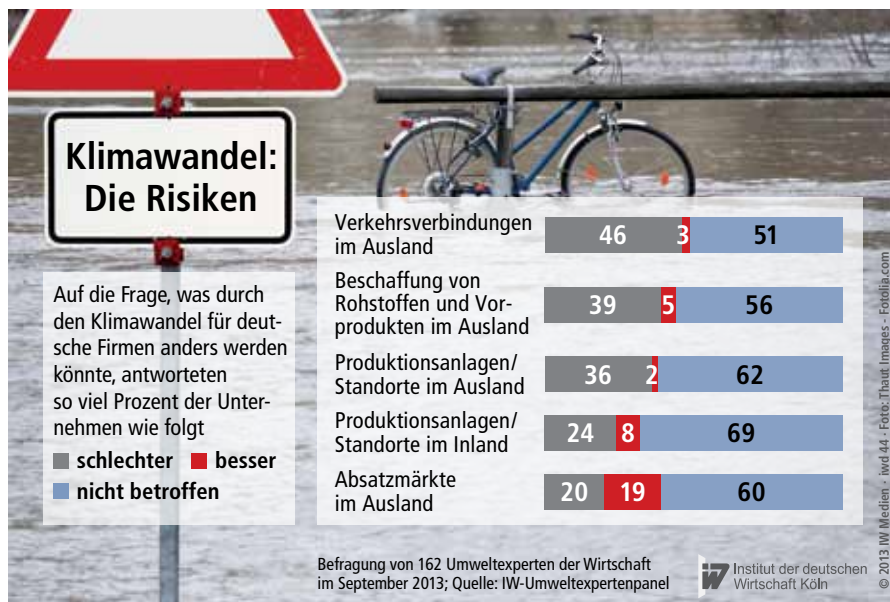 Klimawandel:
Die Risiken
Auf die Frage, was durch
den Klimawandel für deut-
sche Firmen anders werden
könnte, antworteten
so viel Prozent der Unter-
nehmen wie folgt
schlechter besser
nicht betroffen
Verkehrsverbindungen
im Ausland
46 3 51
Beschaffung von
Rohstoffen und Vor-
produkten im Ausland
39 5 56
Produktionsanlagen/
Standorte im Ausland
36 2 62
Produktionsanlagen/
Standorte im Inland
24 8 69
Absatzmärkte
im Ausland
20 19 60
Befragung von 162 Umweltexperten der Wirtschaft
im September 2013; Quelle: IW-Umweltexpertenpanel
iw
Institut der deutschen
Wirtschaft Köln
© 2013 IW Medien · iwd 44 · Foto: Thaut Images - Fotolia.com